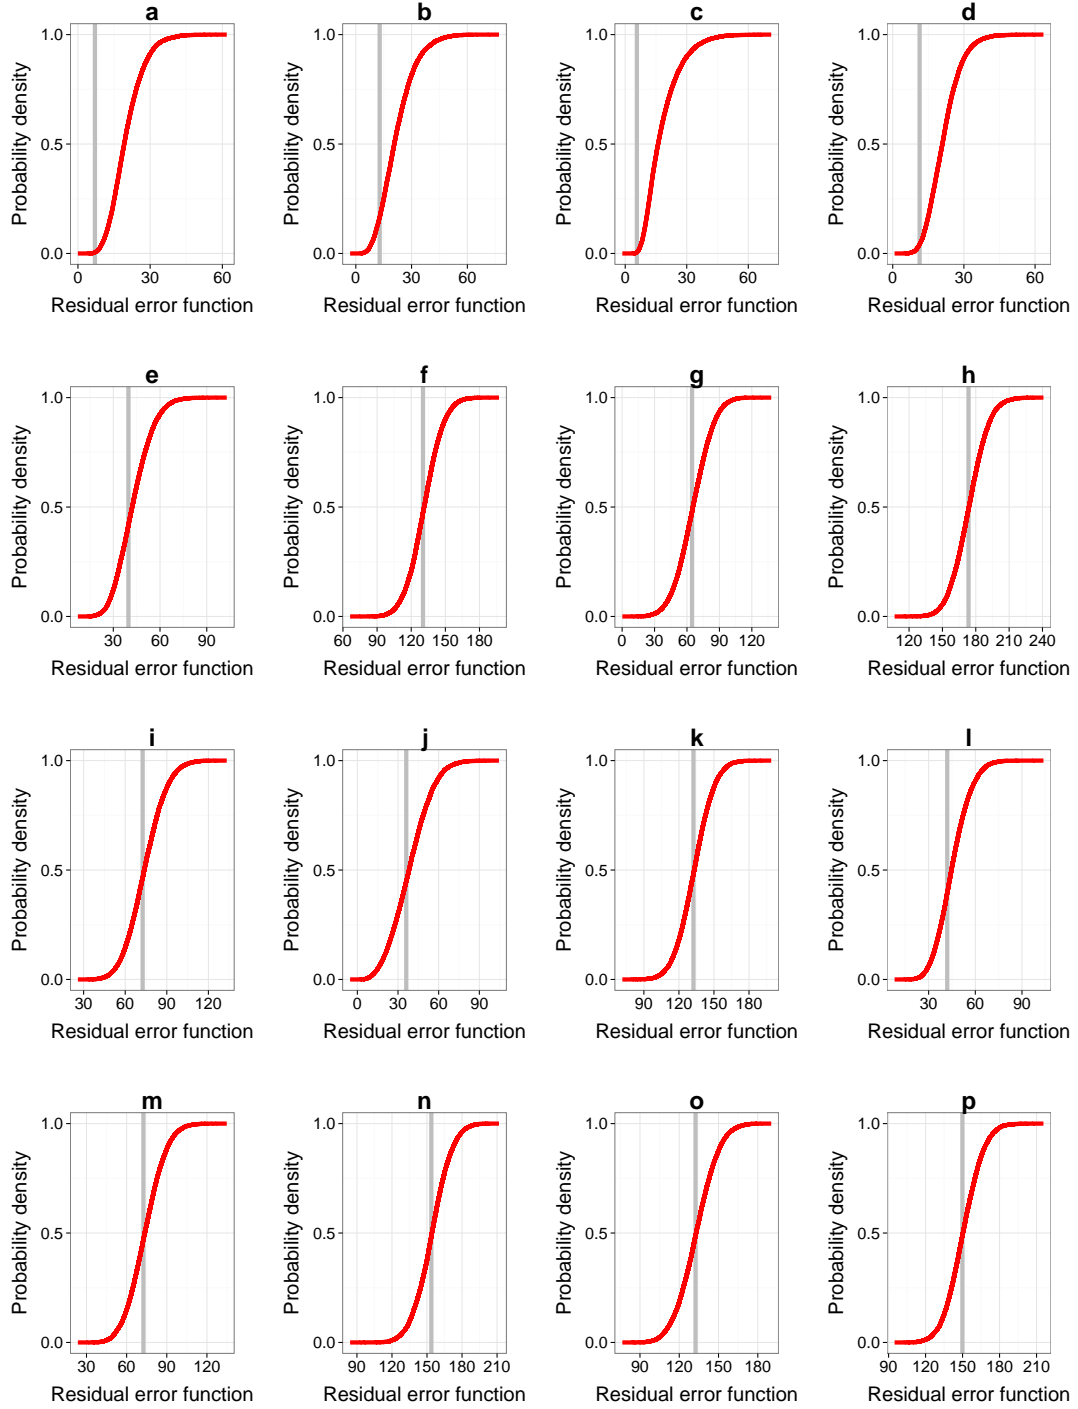 a b c d
1.0 1.0 1.0 1.0
Probability density Probability density Probability density Probability density
0.5 0.5 0.5 0.5
0.0 0.0 0.0 0.0
0 30 60 0 30 60 0 30 60 0 30 60
Residual error function Residual error function Residual error function Residual error function
e f g h
1.0 1.0 1.0 1.0
Probability density Probability density Probability density Probability density
0.5 0.5 0.5 0.5
0.0 0.0 0.0 0.0
30 60 90 60 90 120 150 180 0 30 60 90 120 120 150 180 210 240
Residual error function Residual error function Residual error function Residual error function
i j k l
1.0 1.0 1.0 1.0
Probability density Probability density Probability density Probability density
0.5 0.5 0.5 0.5
0.0 0.0 0.0 0.0
30 60 90 120 0 30 60 90 90 120 150 180 30 60 90
Residual error function Residual error function Residual error function Residual error function
m n o p
1.0 1.0 1.0 1.0
Probability density Probability density Probability density Probability density
0.5 0.5 0.5 0.5
0.0 0.0 0.0 0.0
30 60 90 120 90 120 150 180 210 90 120 150 180 90 120 150 180 210
Residual error function Residual error function Residual error function Residual error function